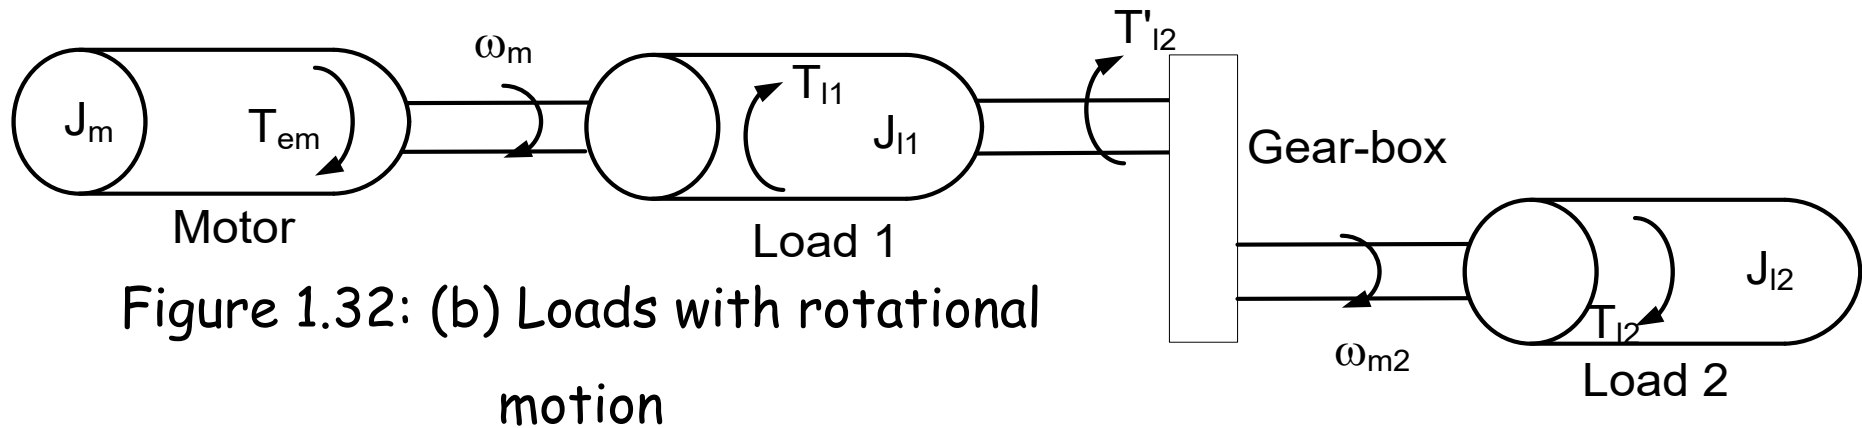 T'l2
ωm
Tl1
Jm
Tem
Jl1
Gear-box
Motor
Load 1
Jl2
Tl2
ωm2
Load 2
Figure 1.32: (b) Loads with rotational
motion